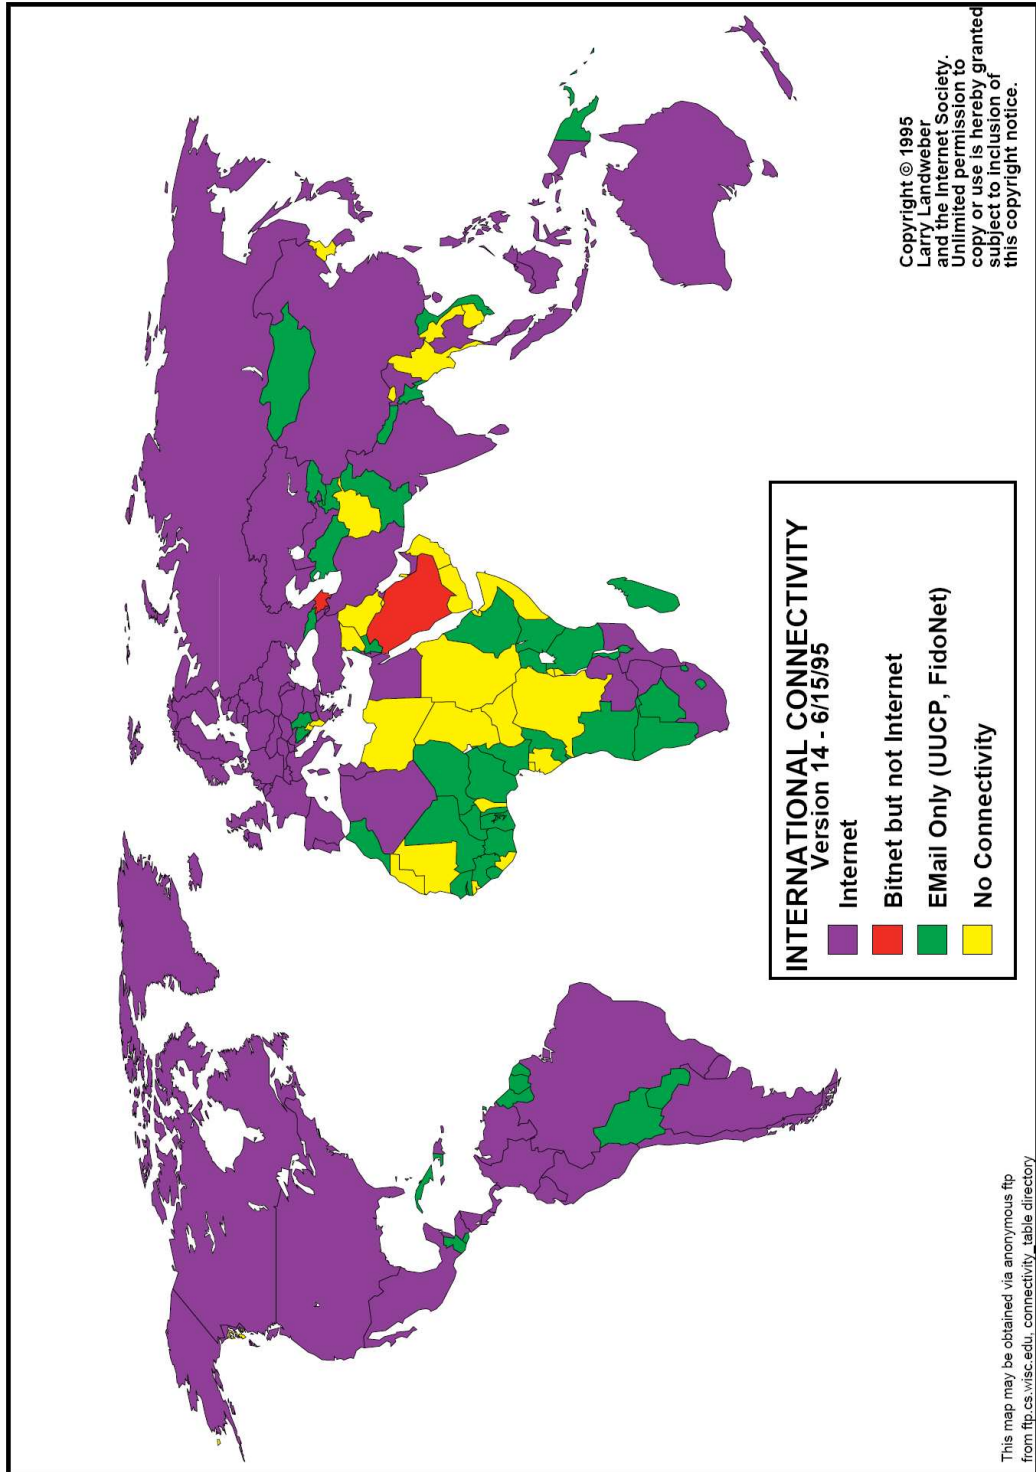 INTERNATIONAL CONNECTIVITY
Version 14 - 6/15/95
Internet
Bitnet but not Internet
EMail Only (UUCP, FidoNet)
No Connectivity
Copyright © 1995
Larry Landweber
and the Internet Society.
Unlimited permission to
copy or use is hereby granted
subject to inclusion of
this copyright notice.
This map may be obtained via anonymous ftp
from ftp.cs.wisc.edu, connectivity_table directory